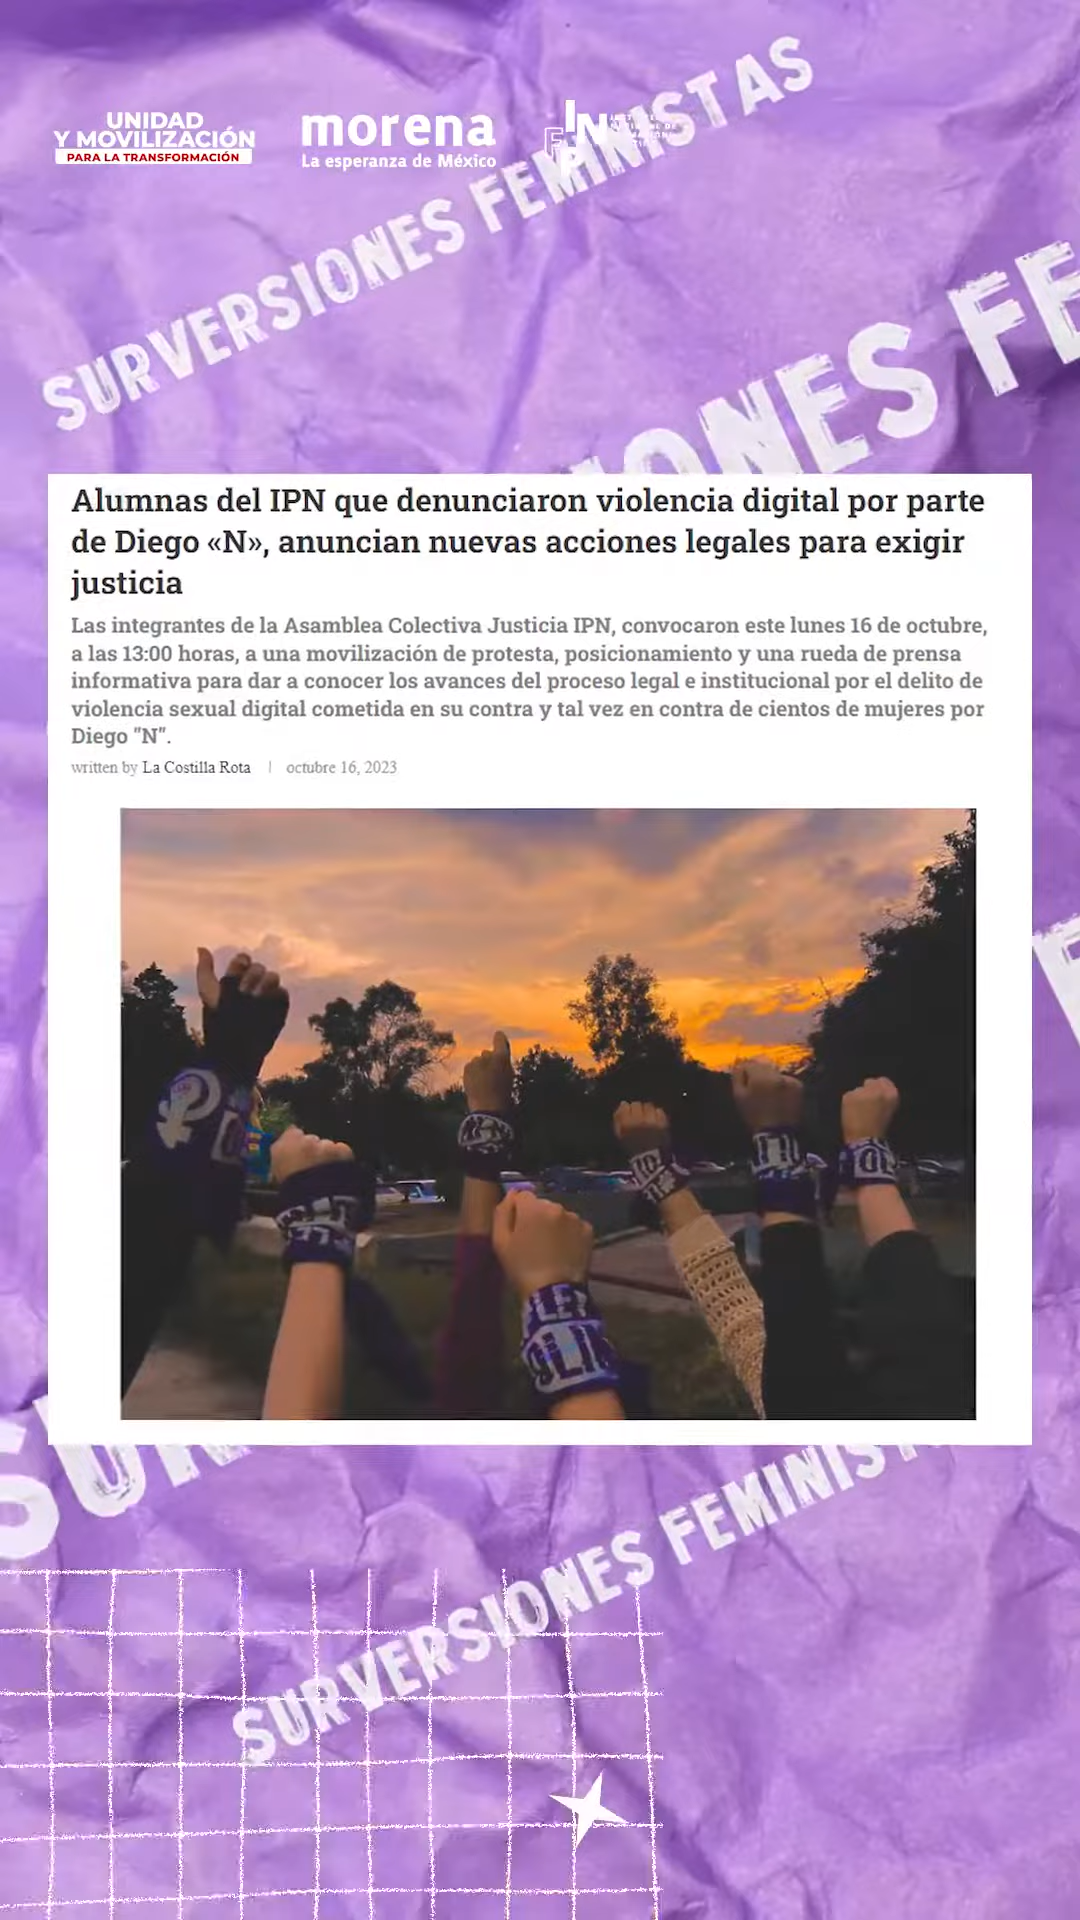 UNIDAD
Y MOVILIZACIÓN
PARA LA TRANSFORMACIÓN
morena
La esperanza de México
SURVERSIONES FEMINISTAS
IONES FE
Alumnas del IPN que denunciaron violencia digital por parte
de Diego «N», anuncian nuevas acciones legales para exigir
justicia
Las integrantes de la Asamblea Colectiva Justicia IPN, convocaron este lunes 16 de octubre,
a las 13:00 horas, a una movilización de protesta, posicionamiento y una rueda de prensa
informativa para dar a conocer los avances del proceso legal e institucional por el delito de
violencia sexual digital cometida en su contra y tal vez en contra de cientos de mujeres por
Diego "N".
written by La Costilla Rota | octubre 16, 2023
SUR
SURVERSIONES FEMINIST